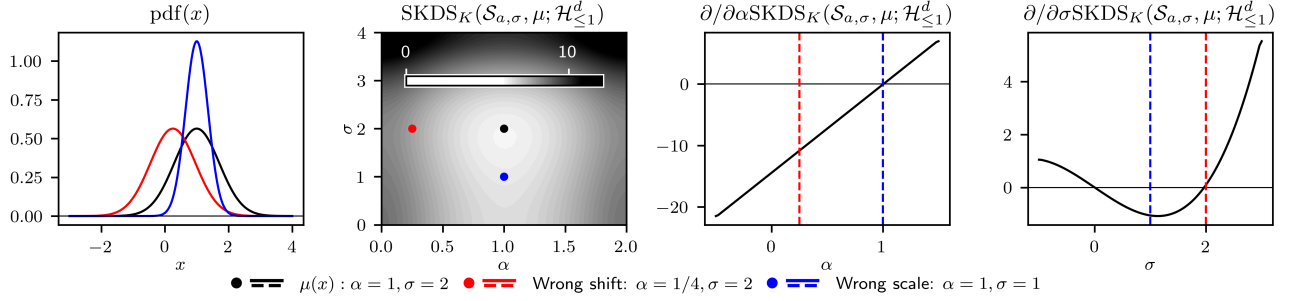 pdf(x)
SKDS_K(𝒮_{a,σ}, μ; ℋ^d_{≤1})
∂/∂αSKDS_K(𝒮_{a,σ}, μ; ℋ^d_{≤1})
∂/∂σSKDS_K(𝒮_{a,σ}, μ; ℋ^d_{≤1})
1.00
0.75
0.50
0.25
0.00
−2 0 2 4
x
0 10
4
3
2
1
0
σ
0.0 0.5 1.0 1.5 2.0
α
0
−10
−20
0 1
α
4
2
0
0 2
σ
μ(x) : α = 1, σ = 2 Wrong shift: α = 1/4, σ = 2 Wrong scale: α = 1, σ = 1